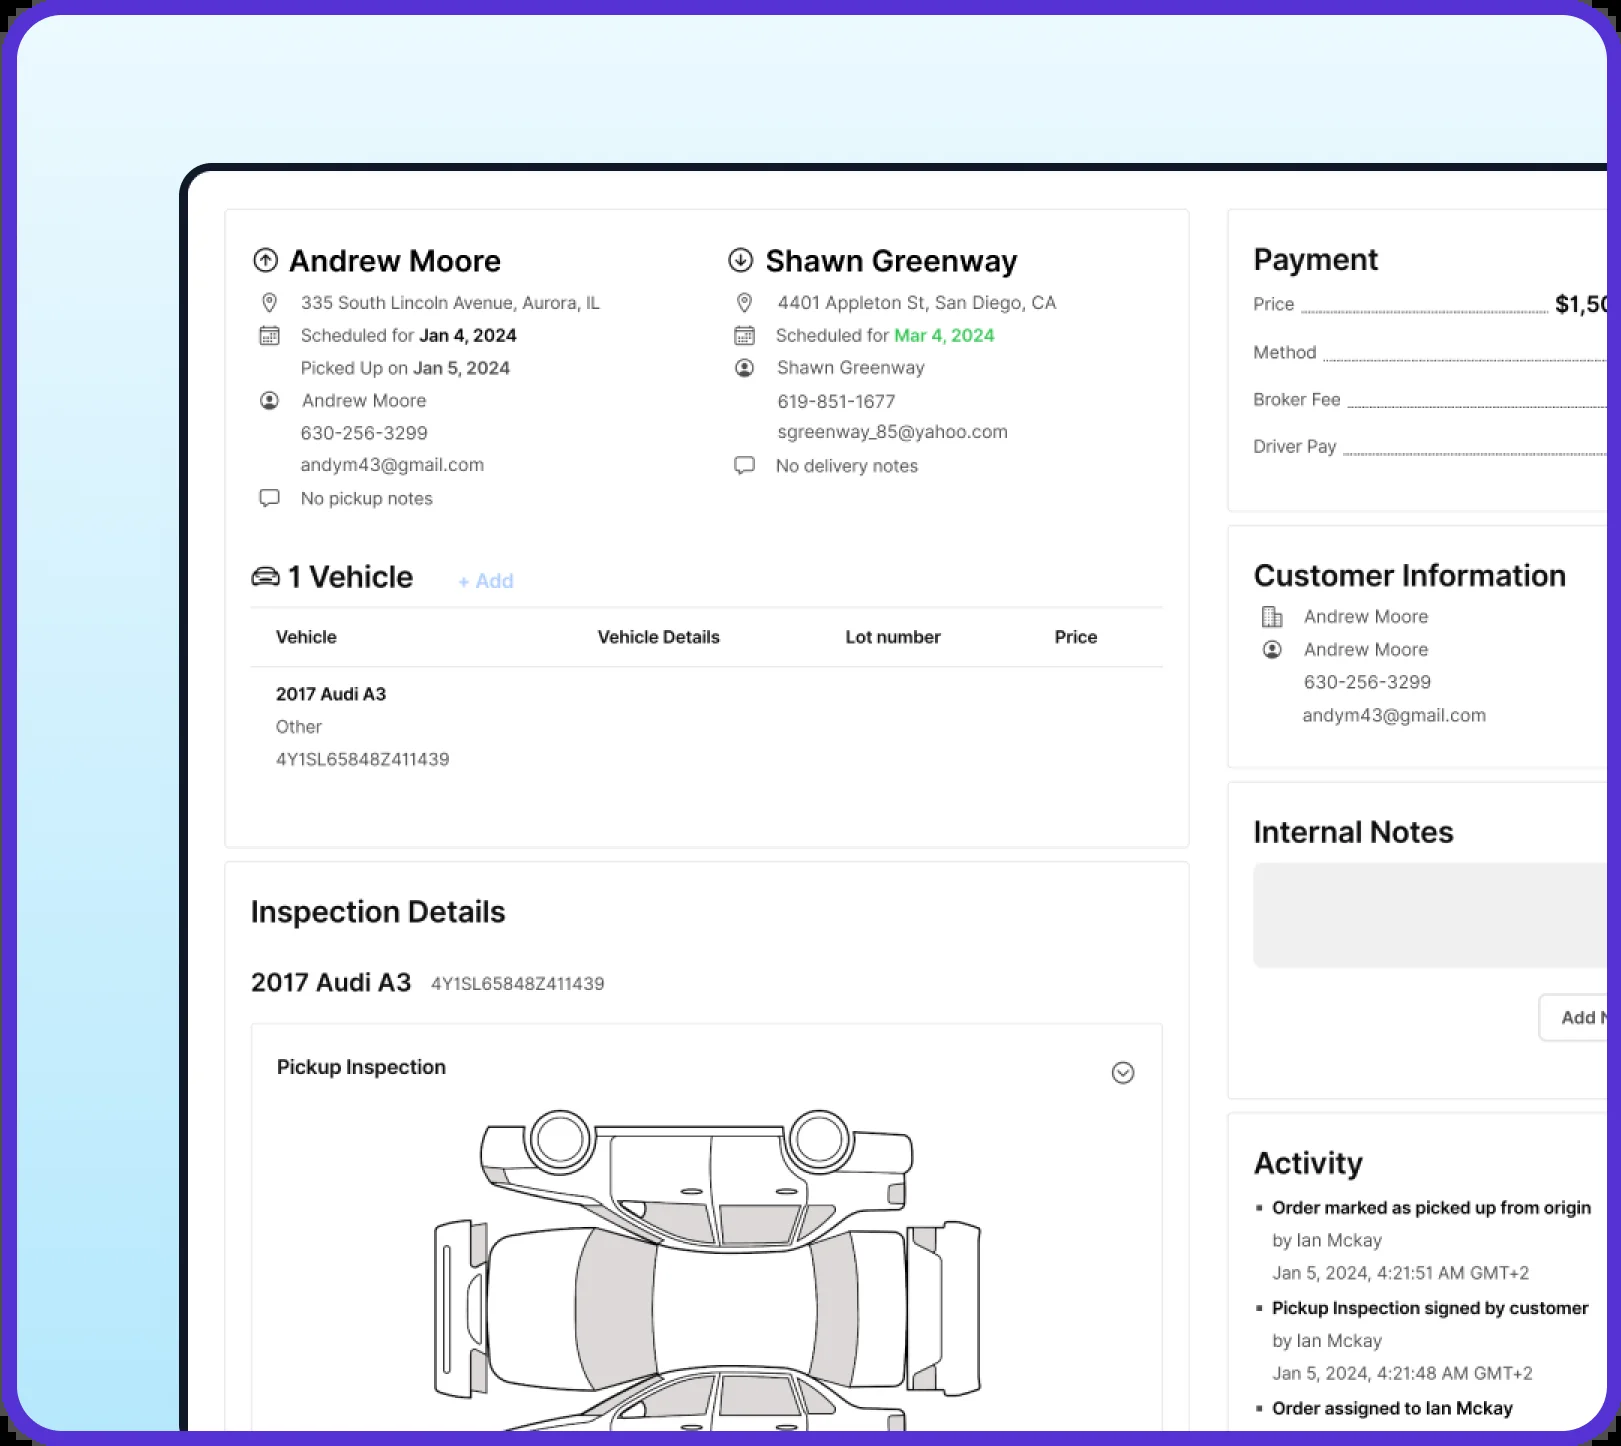 Andrew Moore
335 South Lincoln Avenue, Aurora, IL
Scheduled for Jan 4, 2024
Picked Up on Jan 5, 2024
Andrew Moore
630-256-3299
andym43@gmail.com
No pickup notes
Shawn Greenway
4401 Appleton St, San Diego, CA
Scheduled for Mar 4, 2024
Shawn Greenway
619-851-1677
sgreenway_85@yahoo.com
No delivery notes
1 Vehicle + Add
Vehicle Vehicle Details Lot number Price
2017 Audi A3
Other
4Y1SL65848Z411439
Inspection Details
2017 Audi A3 4Y1SL65848Z411439
Pickup Inspection
Payment
Price $1,50
Method
Broker Fee
Driver Pay
Customer Information
Andrew Moore
Andrew Moore
630-256-3299
andym43@gmail.com
Internal Notes
Add
Activity
Order marked as picked up from origin
by Ian Mckay
Jan 5, 2024, 4:21:51 AM GMT+2
Pickup Inspection signed by customer
by Ian Mckay
Jan 5, 2024, 4:21:48 AM GMT+2
Order assigned to Ian Mckay